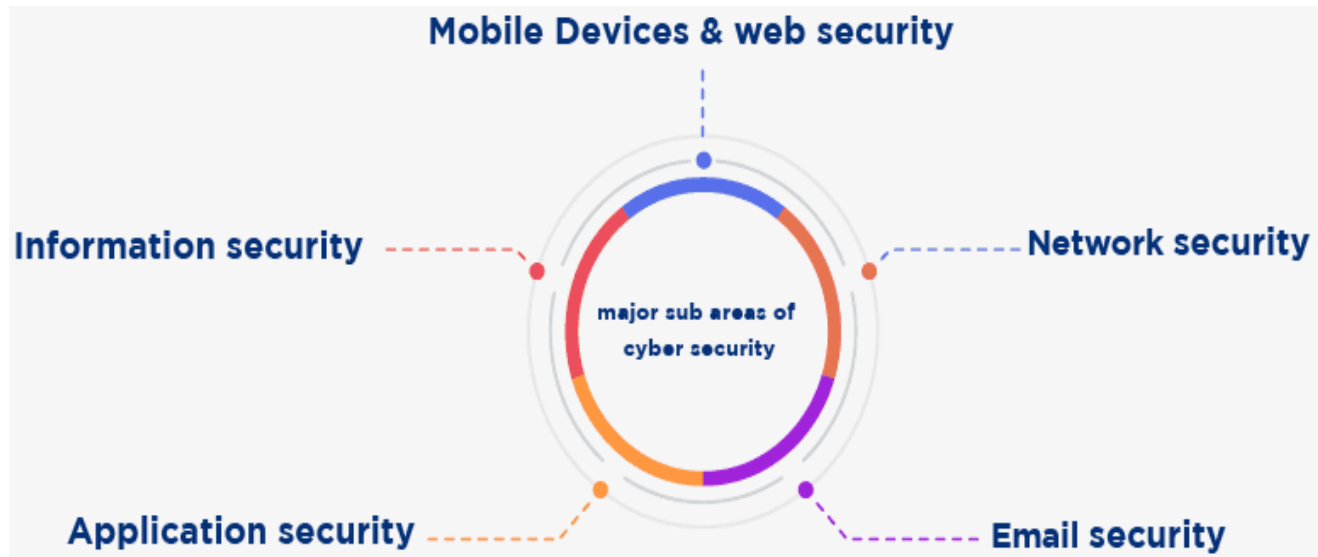 Mobile Devices & web security
Information security
Network security
major sub areas of
cyber security
Application security
Email security